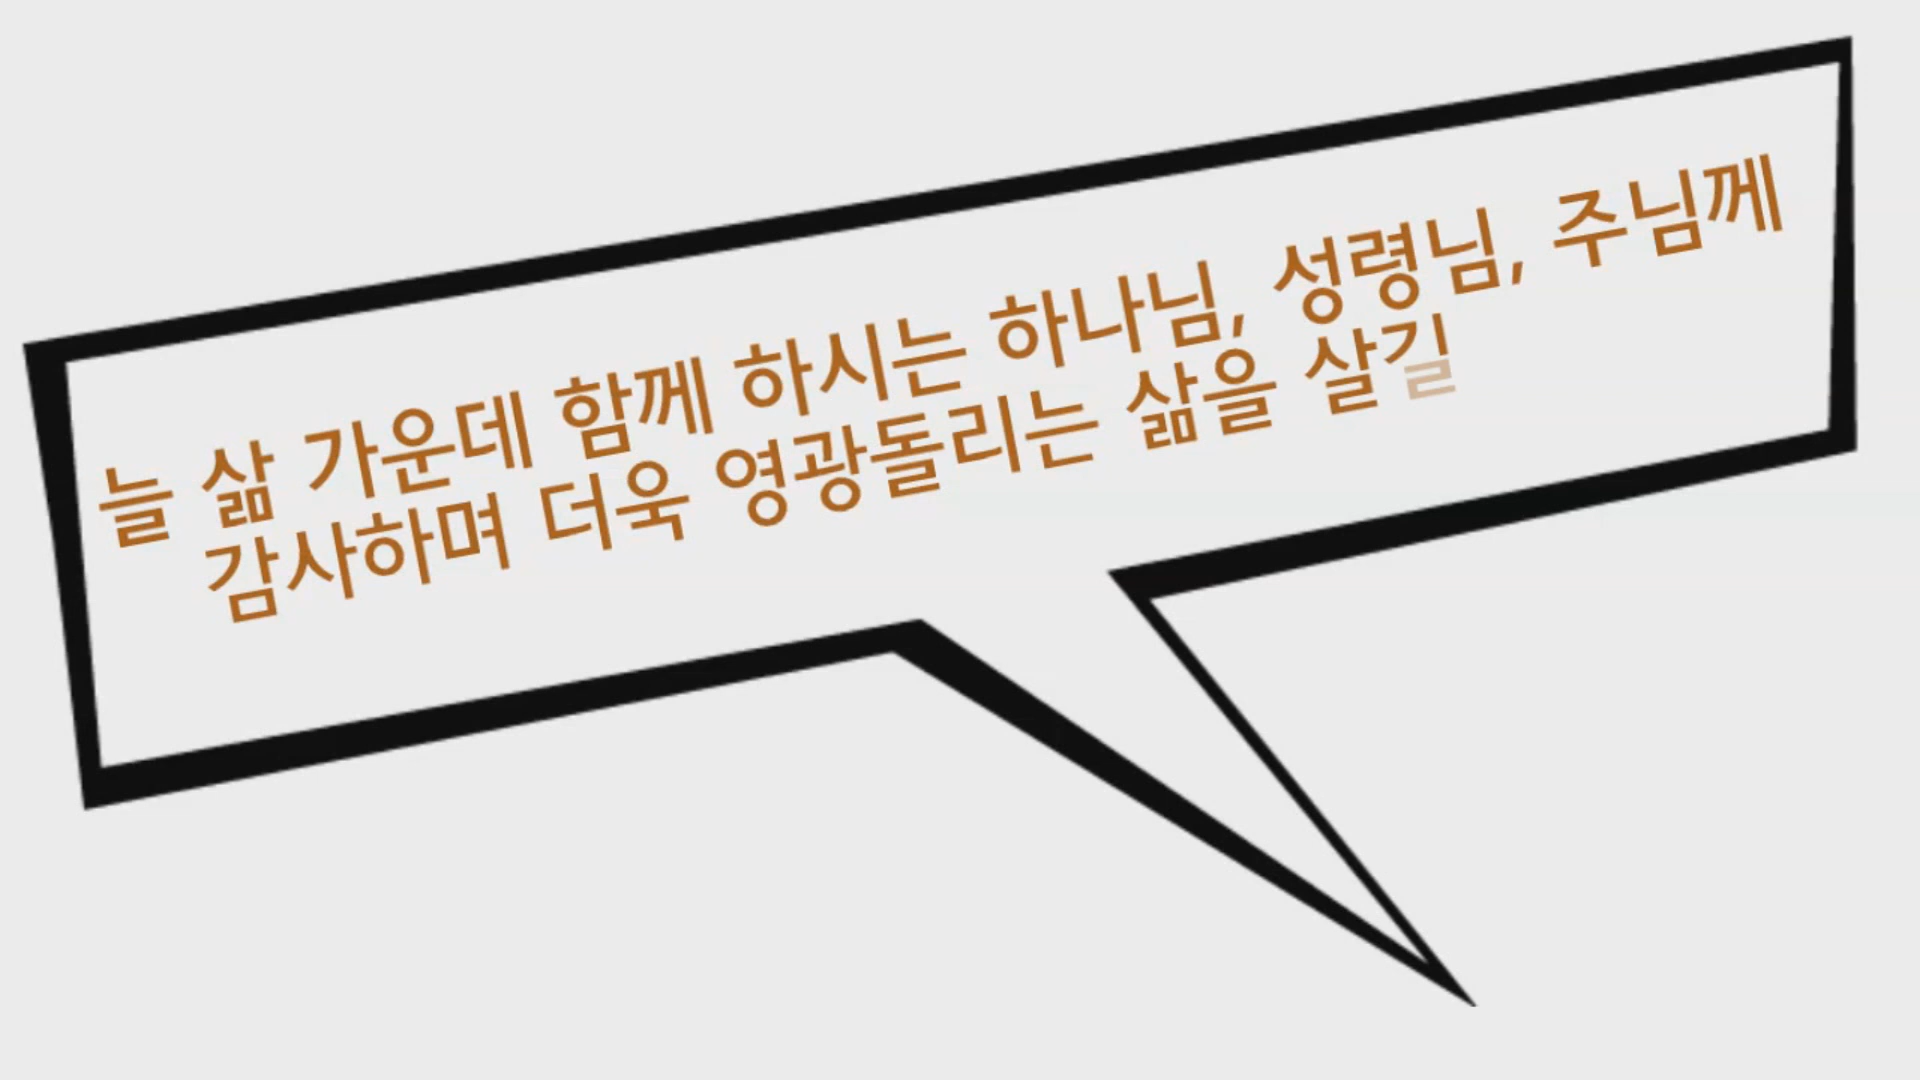 늘 삶 가운데 함께 하시는 하나님, 성령님, 주님께
감사하며 더욱 영광돌리는 삶을 살길